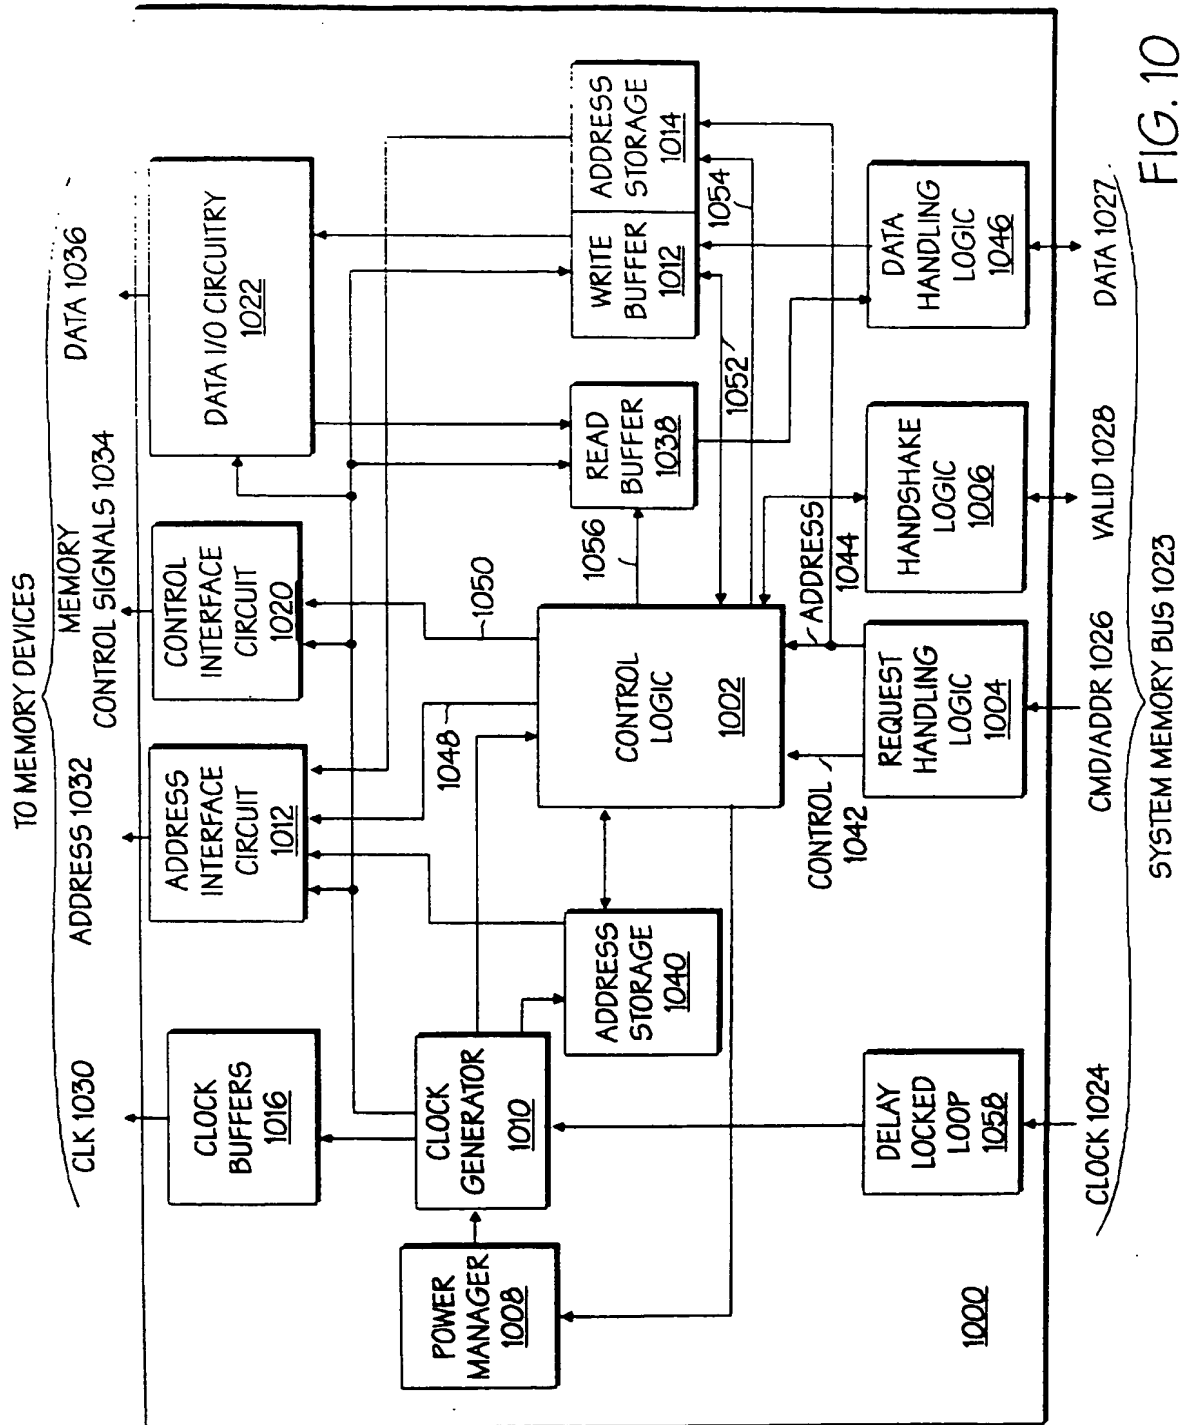 TO MEMORY DEVICES
CLK 1030
ADDRESS 1032
MEMORY
CONTROL SIGNALS 1034
DATA 1036
CLOCK
BUFFERS
1016
ADDRESS
INTERFACE
CIRCUIT
1012
CONTROL
INTERFACE
CIRCUIT
1020
DATA I/O CIRCUITRY
1022
POWER
MANAGER
1008
CLOCK
GENERATOR
1010
1048
1050
ADDRESS
STORAGE
1040
CONTROL
LOGIC
1002
1056
READ
BUFFER
1038
WRITE
BUFFER
1012
ADDRESS
STORAGE
1014
1052
1054
CONTROL
1042
ADDRESS
1044
DELAY
LOCKED
LOOP
1058
REQUEST
HANDLING
LOGIC
1004
HANDSHAKE
LOGIC
1006
DATA
HANDLING
LOGIC
1046
1000
CLOCK 1024
CMD/ADDR 1026
VALID 1028
DATA 1027
SYSTEM MEMORY BUS 1023
FIG. 10